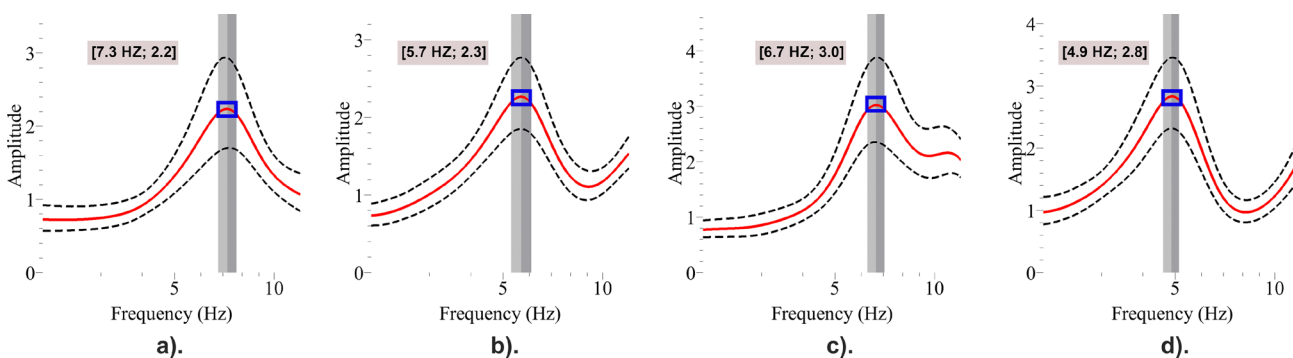 [7.3 HZ; 2.2]
Amplitude
3
2
1
0
5
10
Frequency (Hz)
a).
[5.7 HZ; 2.3]
Amplitude
3
2
1
0
5
10
Frequency (Hz)
b).
[6.7 HZ; 3.0]
Amplitude
4
3
2
1
0
5
10
Frequency (Hz)
c).
[4.9 HZ; 2.8]
Amplitude
4
3
2
1
0
5
10
Frequency (Hz)
d).